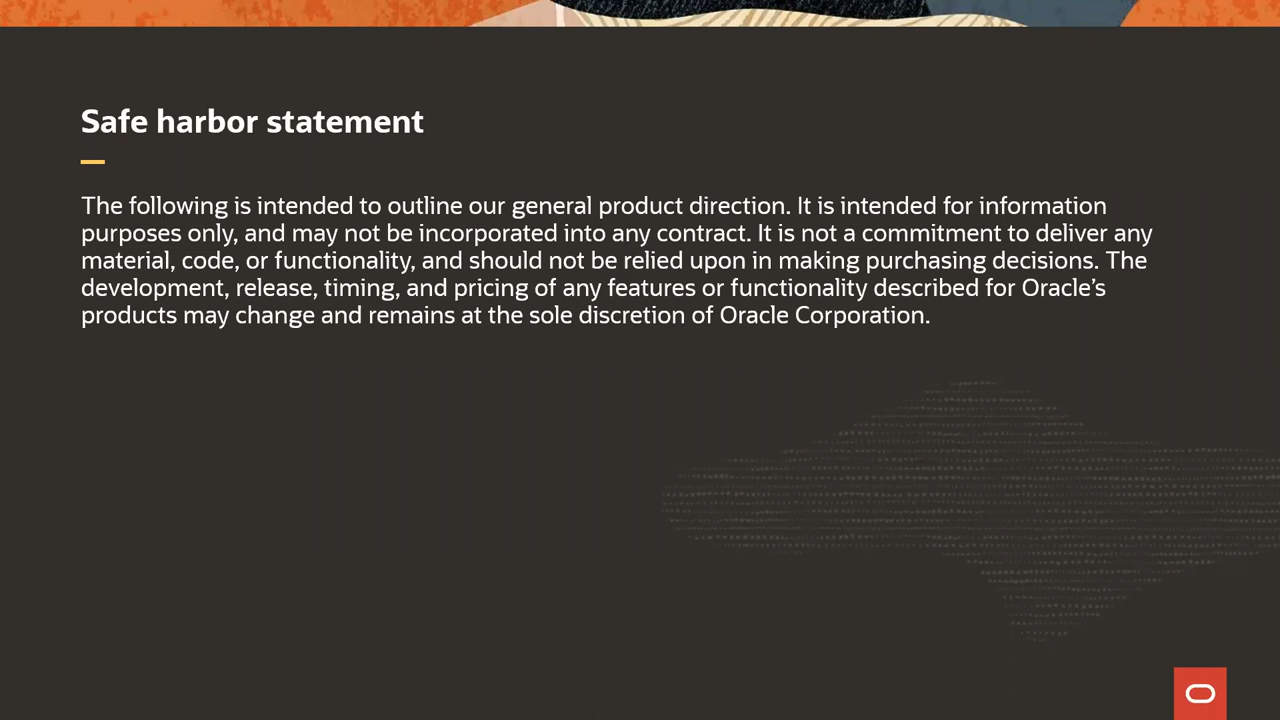 Safe harbor statement
The following is intended to outline our general product direction. It is intended for information
purposes only, and may not be incorporated into any contract. It is not a commitment to deliver any
material, code, or functionality, and should not be relied upon in making purchasing decisions. The
development, release, timing, and pricing of any features or functionality described for Oracle’s
products may change and remains at the sole discretion of Oracle Corporation.